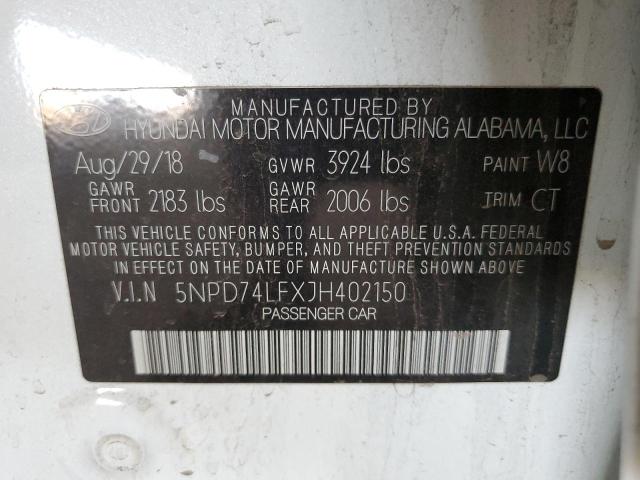 MANUFACTURED BY
HYUNDAI MOTOR MANUFACTURING ALABAMA, LLC
Aug/29/18 GVWR 3924 lbs PAINT W8
GAWR FRONT 2183 lbs GAWR REAR 2006 lbs TRIM CT
THIS VEHICLE CONFORMS TO ALL APPLICABLE U.S.A. FEDERAL
MOTOR VEHICLE SAFETY, BUMPER, AND THEFT PREVENTION STANDARDS
IN EFFECT ON THE DATE OF MANUFACTURE SHOWN ABOVE
V.I.N 5NPD74LFXJH402150
PASSENGER CAR